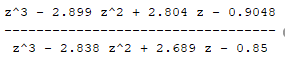 z^3 - 2.899 z^2 + 2.804 z - 0.9048
----------------------------------
z^3 - 2.838 z^2 + 2.689 z - 0.85